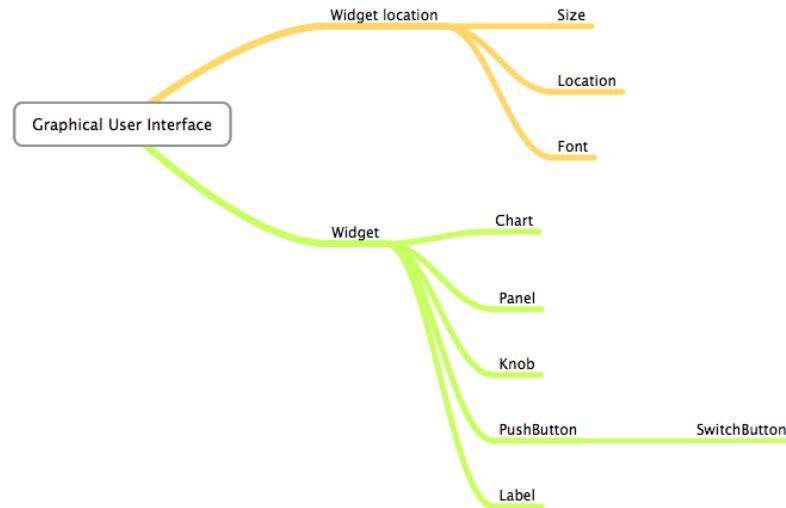 Widget location
Size
Location
Graphical User Interface
Font
Widget
Chart
Panel
Knob
PushButton
SwitchButton
Label